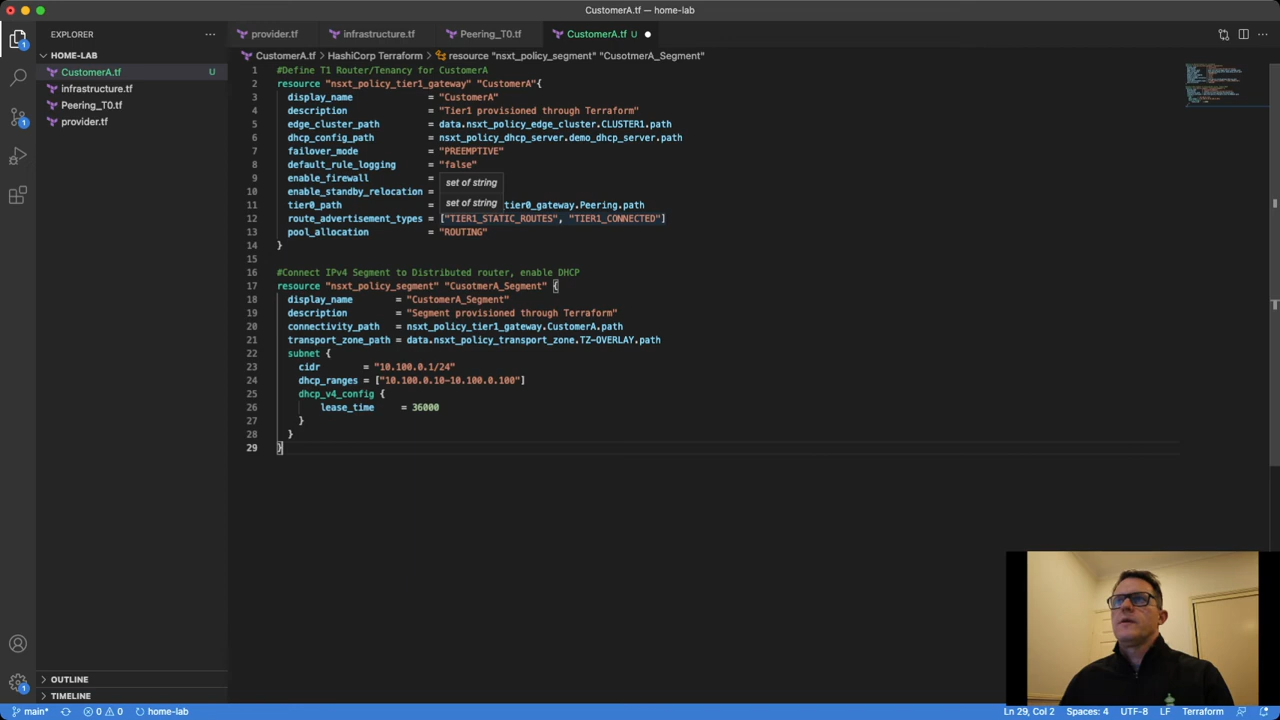 CustomerA.tf — home-lab
EXPLORER
HOME-LAB
CustomerA.tf U
infrastructure.tf
Peering_T0.tf
provider.tf
OUTLINE
TIMELINE
provider.tf
infrastructure.tf
Peering_T0.tf
CustomerA.tf U
CustomerA.tf > HashiCorp Terraform > resource "nsxt_policy_segment" "CusotmerA_Segment"
1 #Define T1 Router/Tenancy for CustomerA
2 resource "nsxt_policy_tier1_gateway" "CustomerA"{
3 display_name = "CustomerA"
4 description = "Tier1 provisioned through Terraform"
5 edge_cluster_path = data.nsxt_policy_edge_cluster.CLUSTER1.path
6 dhcp_config_path = nsxt_policy_dhcp_server.demo_dhcp_server.path
7 failover_mode = "PREEMPTIVE"
8 default_rule_logging = "false"
9 enable_firewall =
set of string
10 enable_standby_relocation =
set of string
11 tier0_path = tier0_gateway.Peering.path
12 route_advertisement_types = ["TIER1_STATIC_ROUTES", "TIER1_CONNECTED"]
13 pool_allocation = "ROUTING"
14 }
15
16 #Connect IPv4 Segment to Distributed router, enable DHCP
17 resource "nsxt_policy_segment" "CusotmerA_Segment" {
18 display_name = "CustomerA_Segment"
19 description = "Segment provisioned through Terraform"
20 connectivity_path = nsxt_policy_tier1_gateway.CustomerA.path
21 transport_zone_path = data.nsxt_policy_transport_zone.TZ-OVERLAY.path
22 subnet {
23 cidr = "10.100.0.1/24"
24 dhcp_ranges = ["10.100.0.10-10.100.0.100"]
25 dhcp_v4_config {
26 lease_time = 36000
27 }
28 }
29 }
main* 0 0 home-lab
Ln 29, Col 2 Spaces: 4 UTF-8 LF Terraform